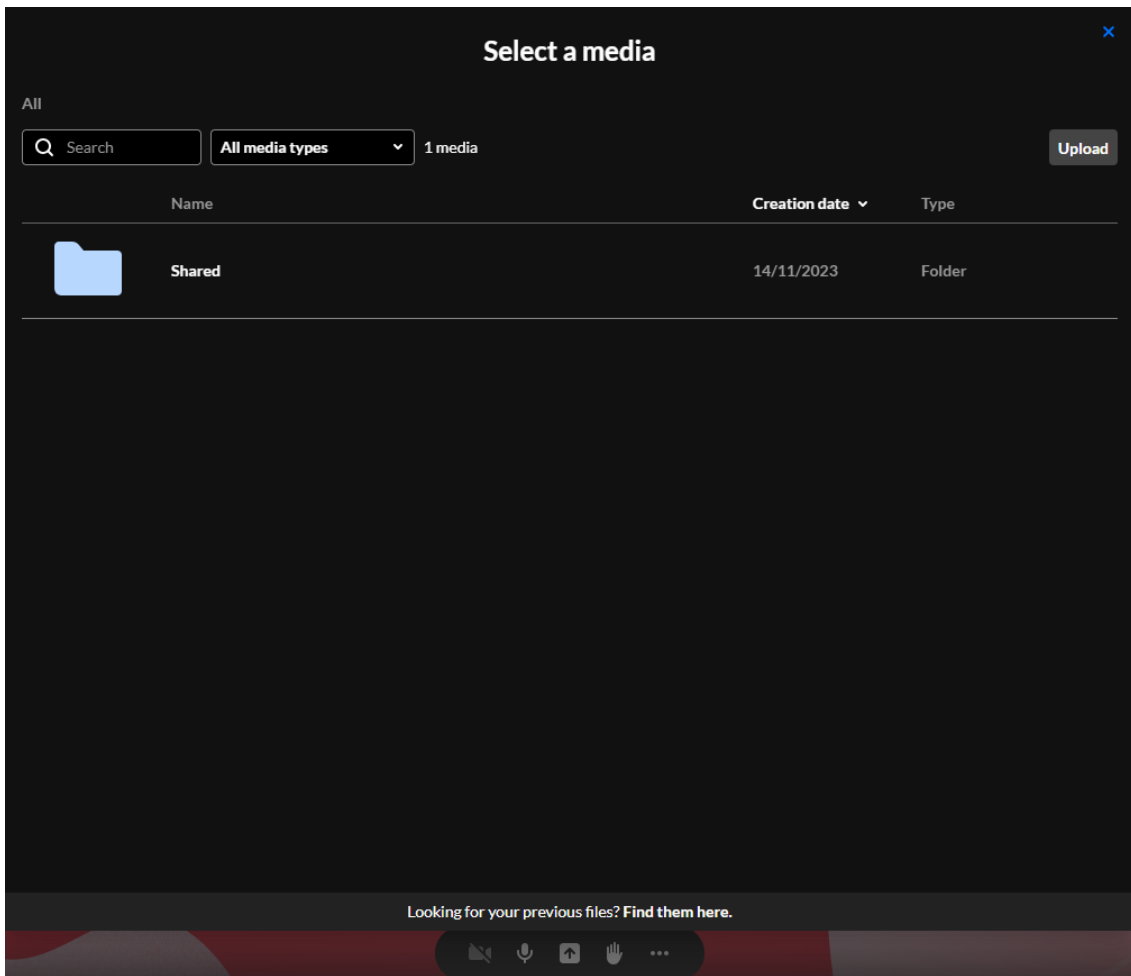 Select a media
All
Search All media types 1 media Upload
Name Creation date Type
Shared 14/11/2023 Folder
Looking for your previous files? Find them here.